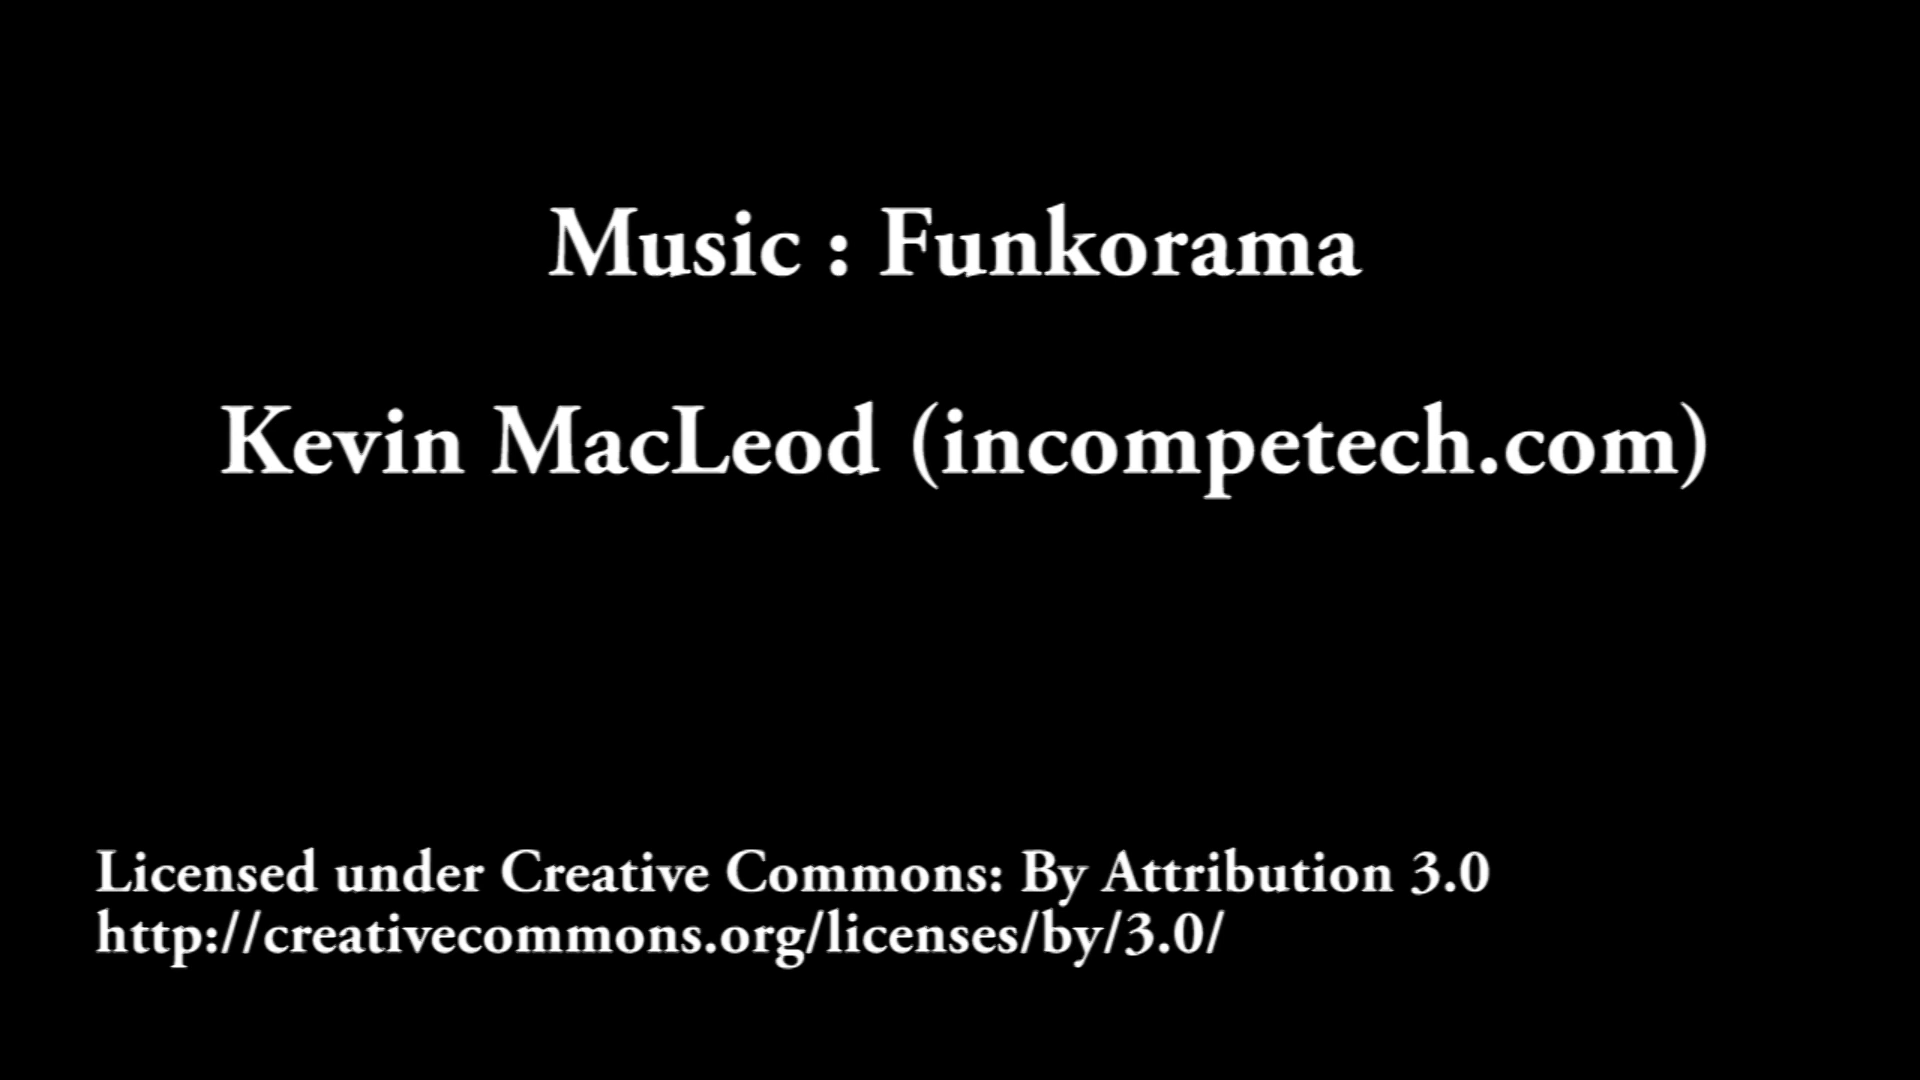 Music : Funkorama
Kevin MacLeod (incompetech.com)
Licensed under Creative Commons: By Attribution 3.0
http://creativecommons.org/licenses/by/3.0/